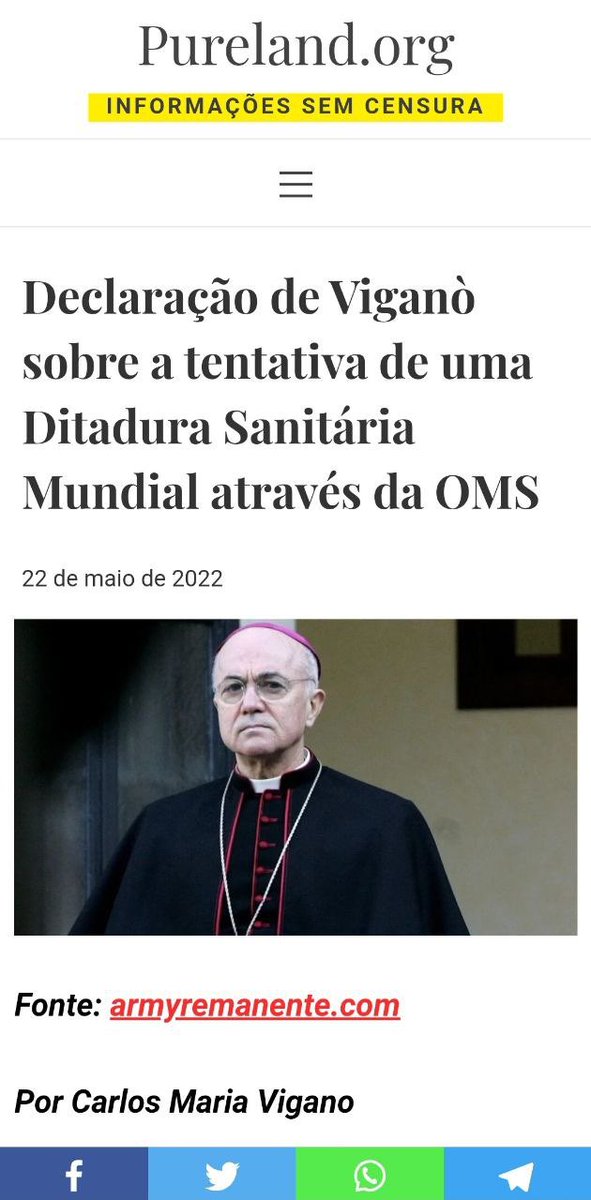 Pureland.org
INFORMAÇÕES SEM CENSURA
Declaração de Viganò
sobre a tentativa de uma
Ditadura Sanitária
Mundial através da OMS
22 de maio de 2022
Fonte: armyremanente.com
Por Carlos Maria Vigano